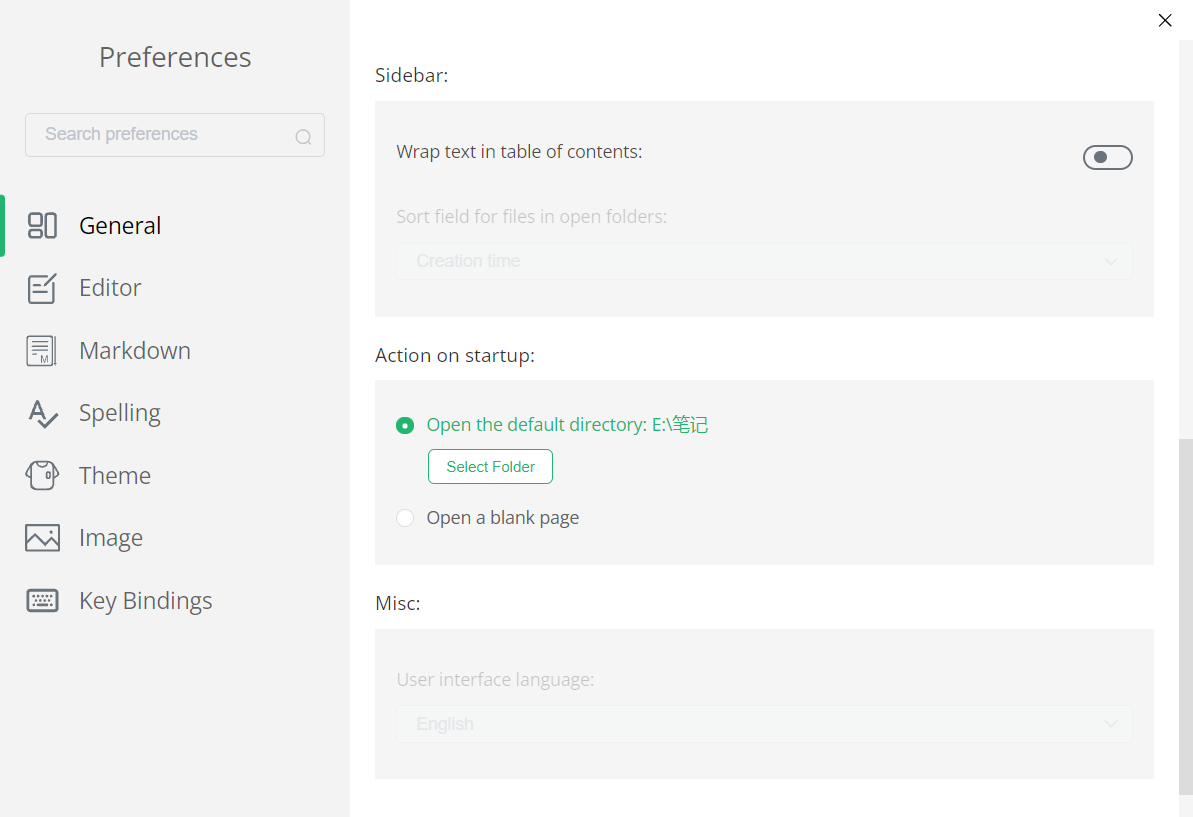 Preferences
Search preferences
General
Editor
Markdown
Spelling
Theme
Image
Key Bindings
Sidebar:
Wrap text in table of contents:
Sort field for files in open folders:
Creation time
Action on startup:
Open the default directory: E:\笔记
Select Folder
Open a blank page
Misc:
User interface language:
English